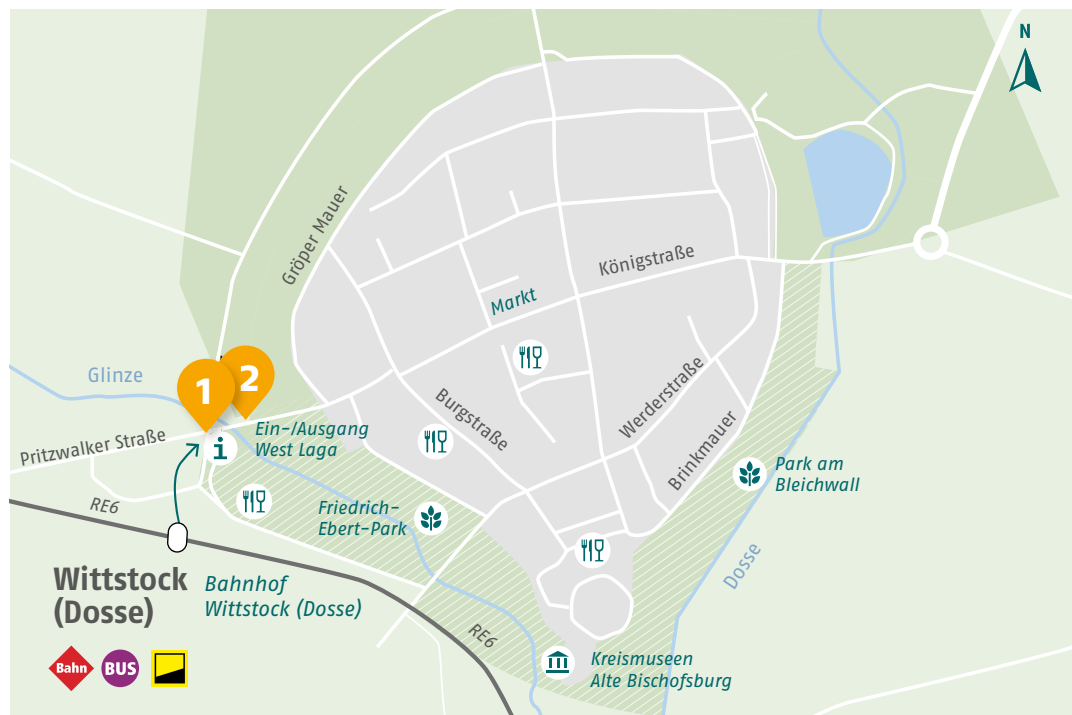 N
Gröper Mauer
Königstraße
Markt
Glinze
1
2
Ein-/Ausgang
West Laga
i
Pritzwalker Straße
Burgstraße
Werderstraße
Brinkmauer
Park am
Bleichwall
RE6
Friedrich-
Ebert-Park
Dosse
Wittstock
(Dosse)
Bahnhof
Wittstock (Dosse)
RE6
Bahn
BUS
Kreismuseen
Alte Bischofsburg